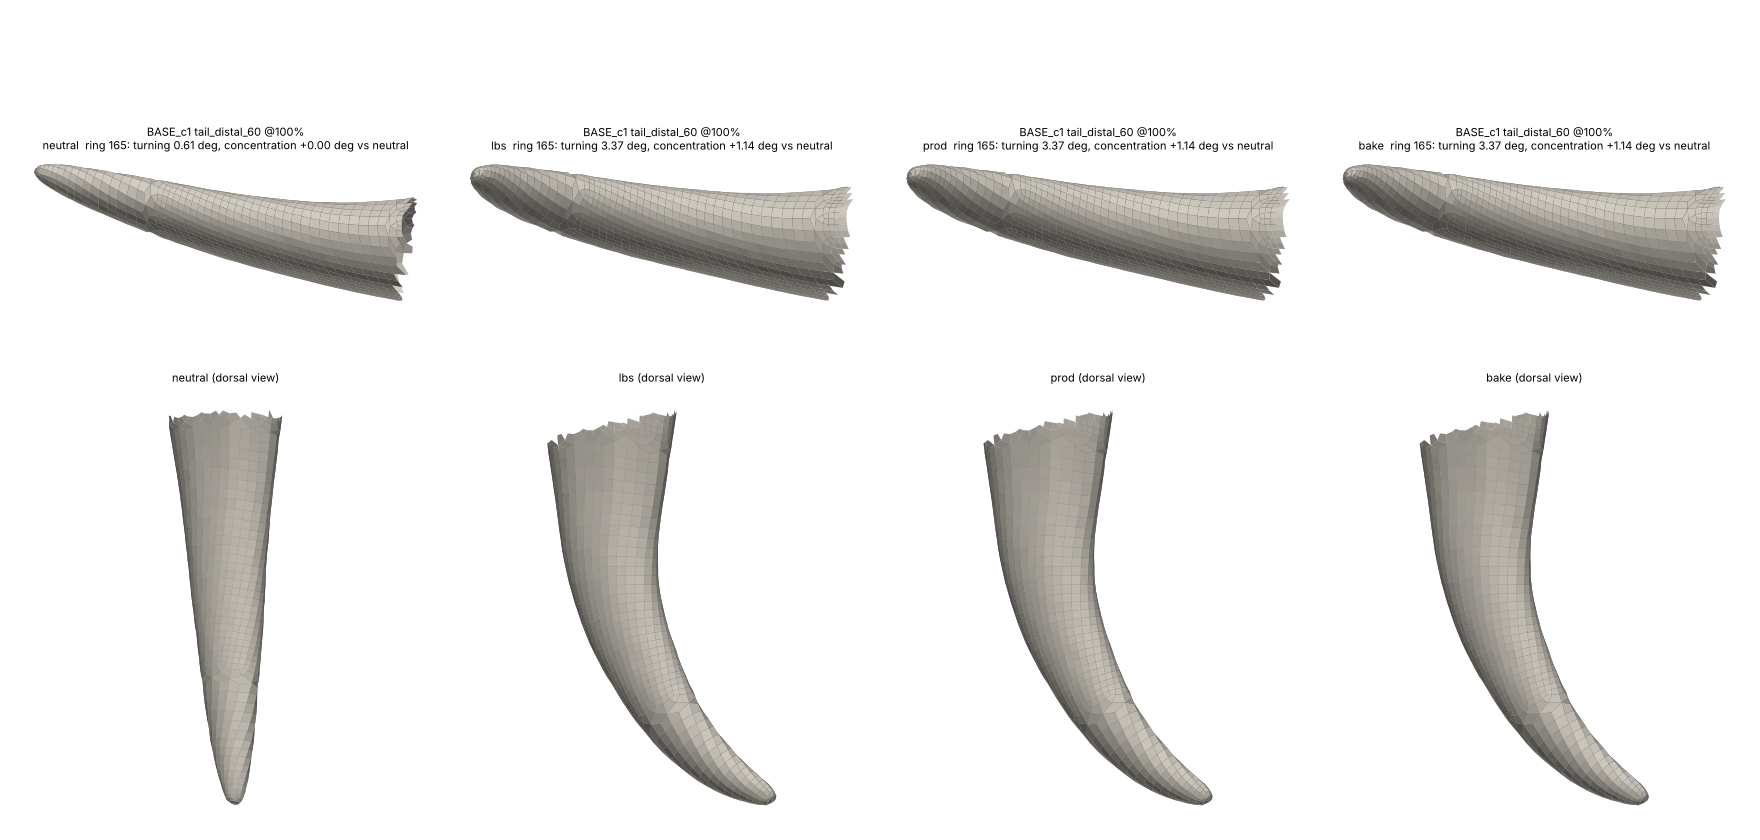 BASE_c1 tail_distal_60 @100%
neutral  ring 165: turning 0.61 deg, concentration +0.00 deg vs neutral
BASE_c1 tail_distal_60 @100%
lbs  ring 165: turning 3.37 deg, concentration +1.14 deg vs neutral
BASE_c1 tail_distal_60 @100%
prod  ring 165: turning 3.37 deg, concentration +1.14 deg vs neutral
BASE_c1 tail_distal_60 @100%
bake  ring 165: turning 3.37 deg, concentration +1.14 deg vs neutral
neutral (dorsal view)
lbs (dorsal view)
prod (dorsal view)
bake (dorsal view)